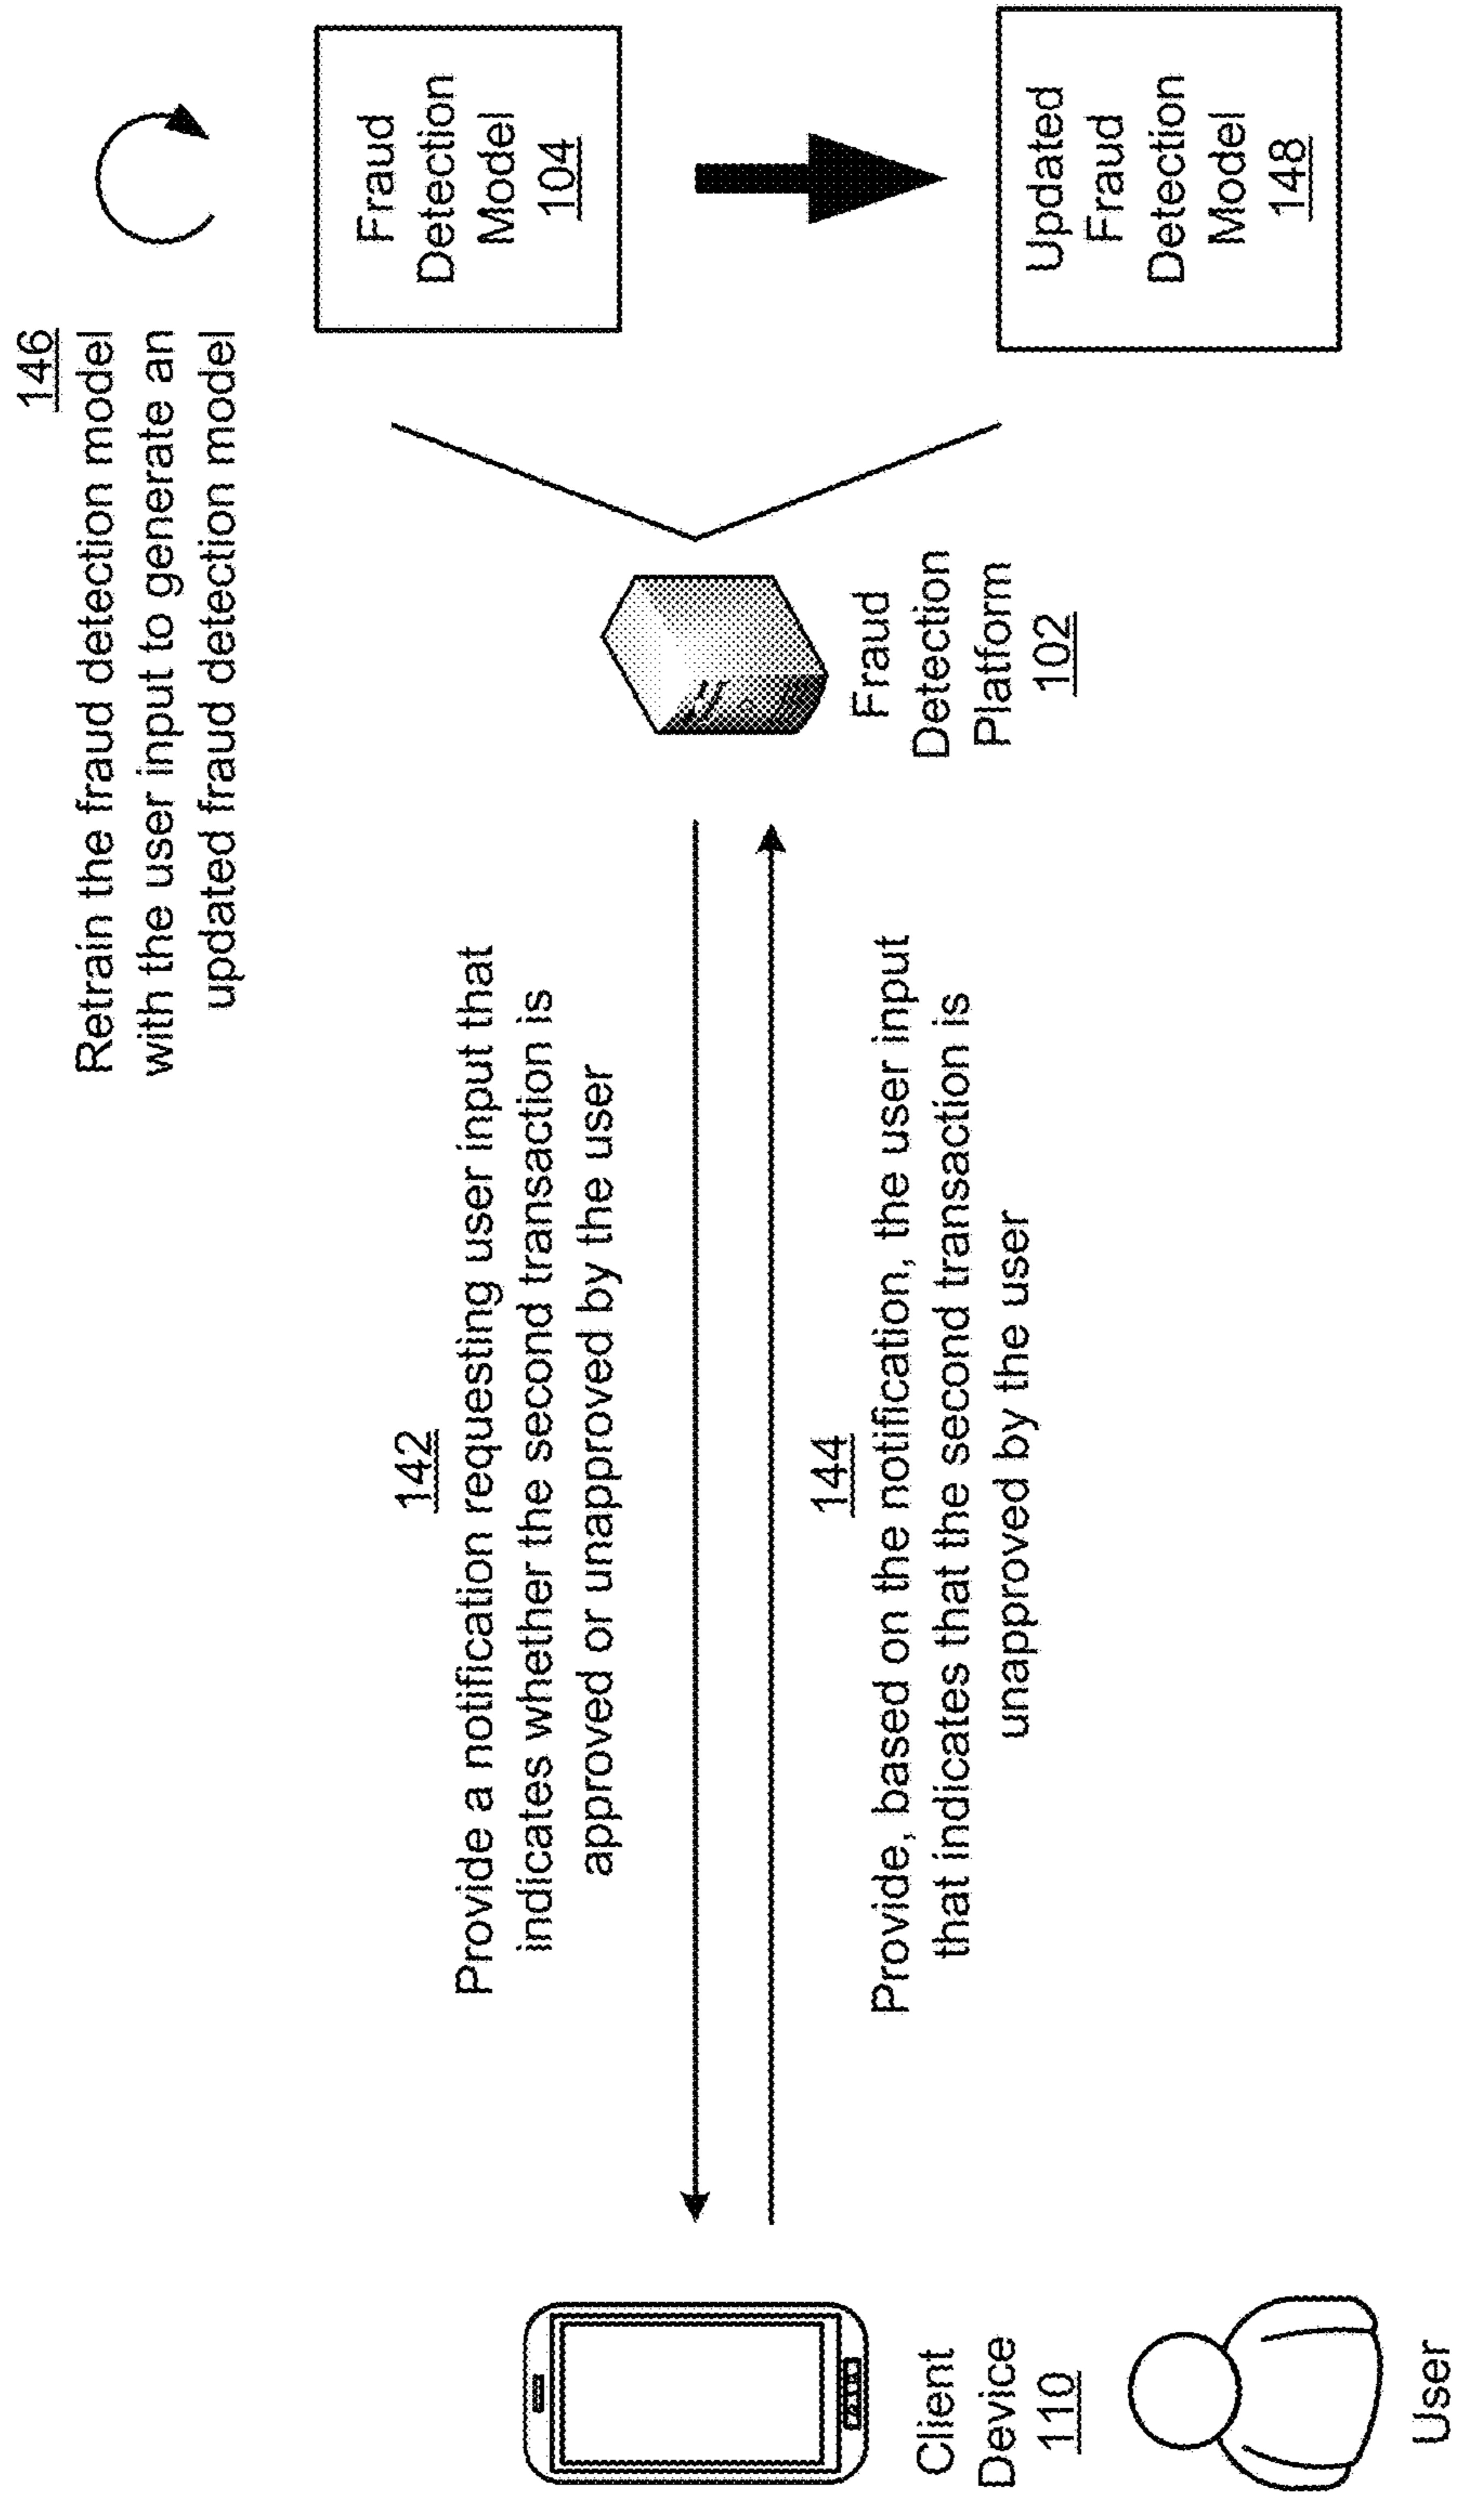 146
Retrain the fraud detection model
with the user input to generate an
updated fraud detection model
142
Provide a notification requesting user input that
indicates whether the second transaction is
approved or unapproved by the user
144
Provide, based on the notification, the user input
that indicates that the second transaction is
unapproved by the user
Client
Device
110
User
Fraud
Detection
Platform
102
Fraud
Detection
Model
104
Updated
Fraud
Detection
Model
148